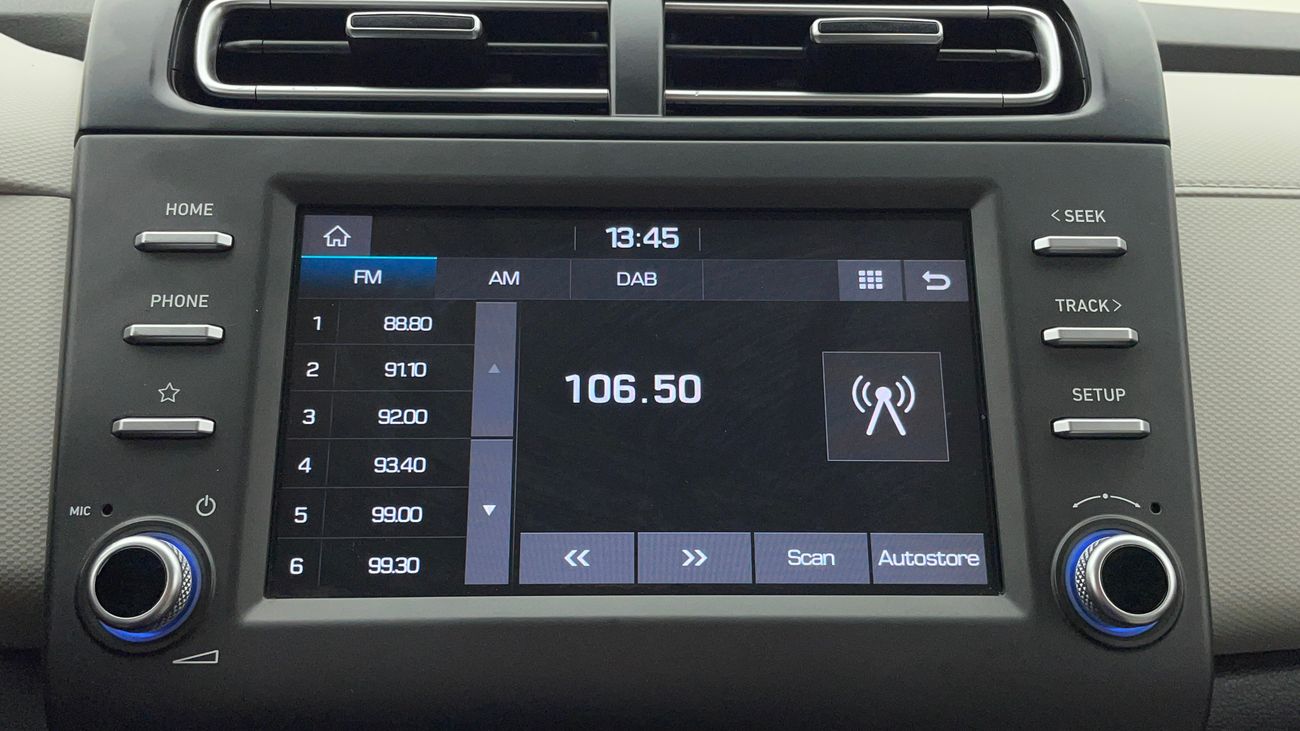 HOME
PHONE
MIC
13:45
FM AM DAB
1 88.80
2 91.10
3 92.00
4 93.40
5 99.00
6 99.30
106.50
Scan Autostore
< SEEK
TRACK >
SETUP